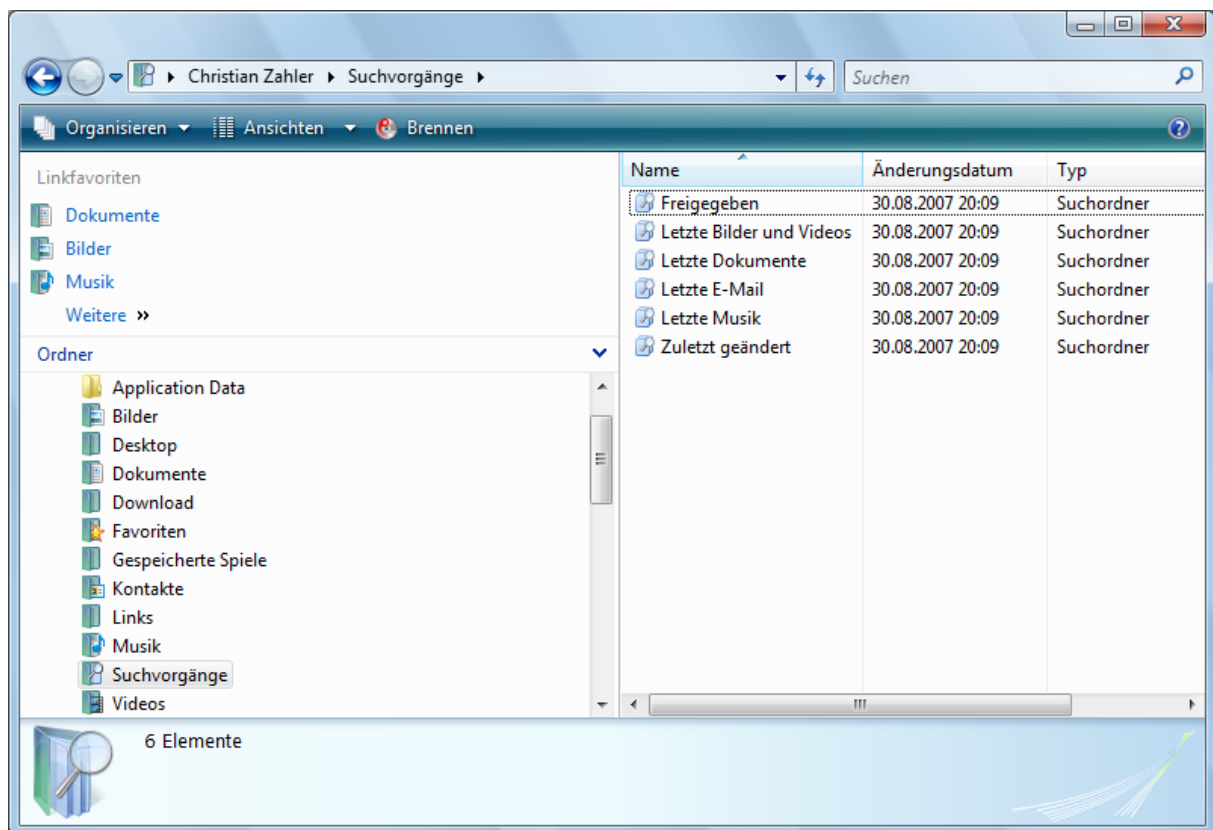 Christian Zahler Suchvorgänge Suchen
Organisieren Ansichten Brennen
Linkfavoriten
Dokumente
Bilder
Musik
Weitere »
Ordner
Application Data
Bilder
Desktop
Dokumente
Download
Favoriten
Gespeicherte Spiele
Kontakte
Links
Musik
Suchvorgänge
Videos
Name Änderungsdatum Typ
Freigegeben 30.08.2007 20:09 Suchordner
Letzte Bilder und Videos 30.08.2007 20:09 Suchordner
Letzte Dokumente 30.08.2007 20:09 Suchordner
Letzte E-Mail 30.08.2007 20:09 Suchordner
Letzte Musik 30.08.2007 20:09 Suchordner
Zuletzt geändert 30.08.2007 20:09 Suchordner
6 Elemente